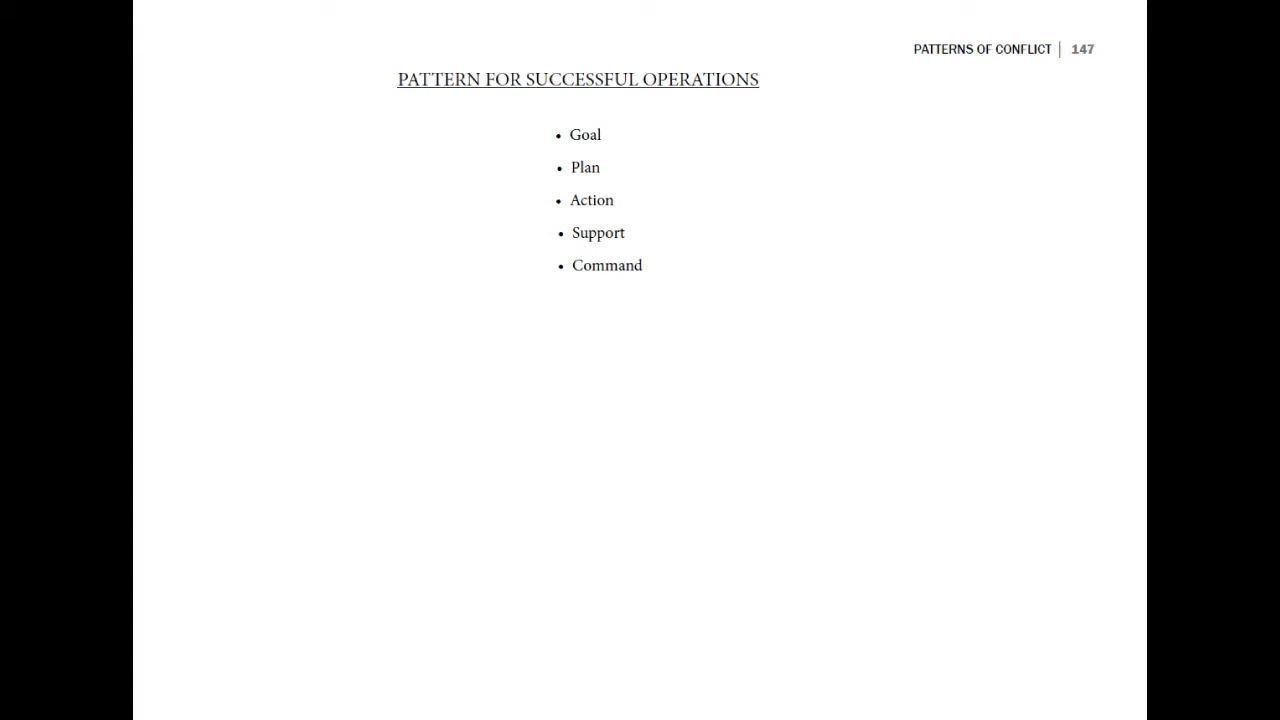 PATTERNS OF CONFLICT | 147
PATTERN FOR SUCCESSFUL OPERATIONS
• Goal
• Plan
• Action
• Support
• Command